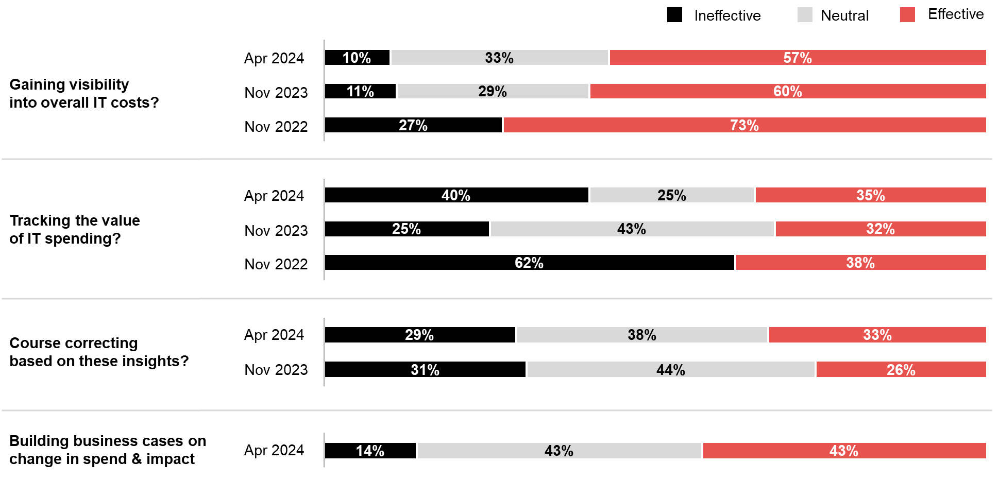 Ineffective Neutral Effective
Gaining visibility
into overall IT costs?
Apr 2024 10% 33% 57%
Nov 2023 11% 29% 60%
Nov 2022 27% 73%
Tracking the value
of IT spending?
Apr 2024 40% 25% 35%
Nov 2023 25% 43% 32%
Nov 2022 62% 38%
Course correcting
based on these insights?
Apr 2024 29% 38% 33%
Nov 2023 31% 44% 26%
Building business cases on
change in spend & impact
Apr 2024 14% 43% 43%